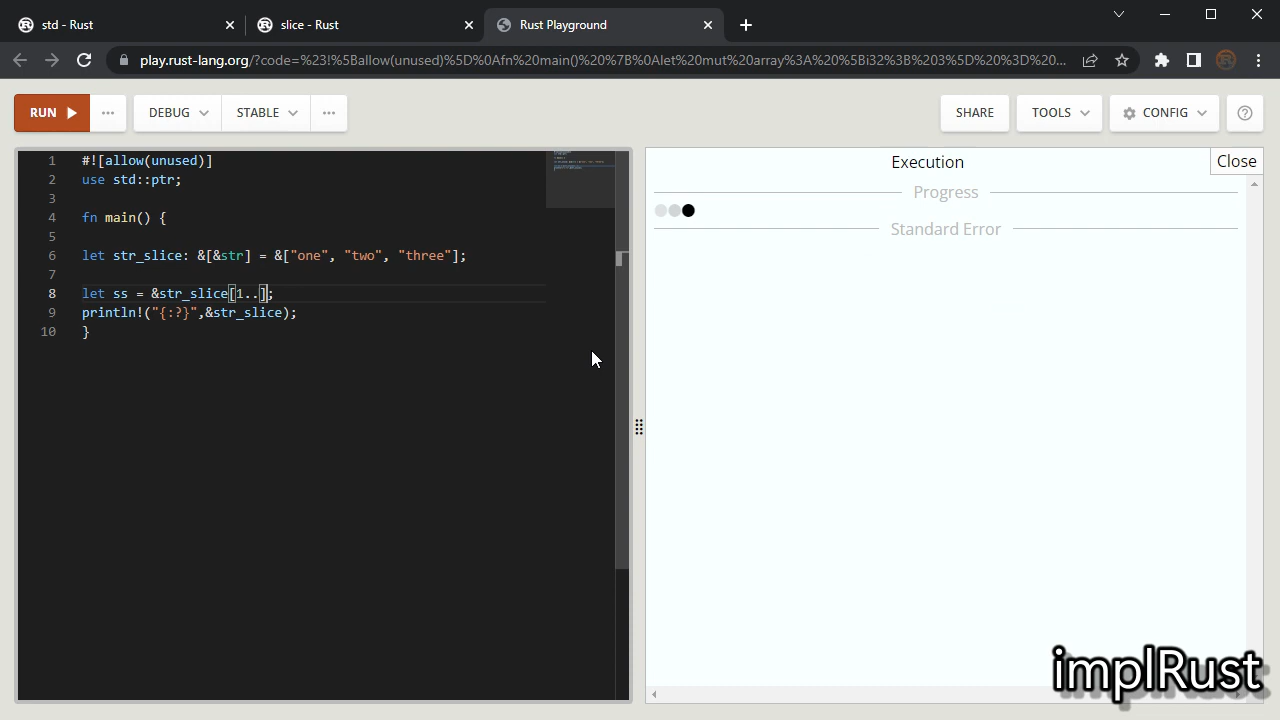 std - Rust
slice - Rust
Rust Playground
play.rust-lang.org/?code=%23!%5Ballow(unused)%5D%0Afn%20main()%20%7B%0Alet%20mut%20array%3A%20%5Bi32%3B%203%5D%20%3D%20...
RUN
...
DEBUG
STABLE
...
SHARE
TOOLS
CONFIG
1 #![allow(unused)]
2 use std::ptr;
3
4 fn main() {
5
6 let str_slice: &[&str] = &["one", "two", "three"];
7
8 let ss = &str_slice[1..];
9 println!("{:?}",&str_slice);
10 }
Execution
Close
Progress
Standard Error
implRust